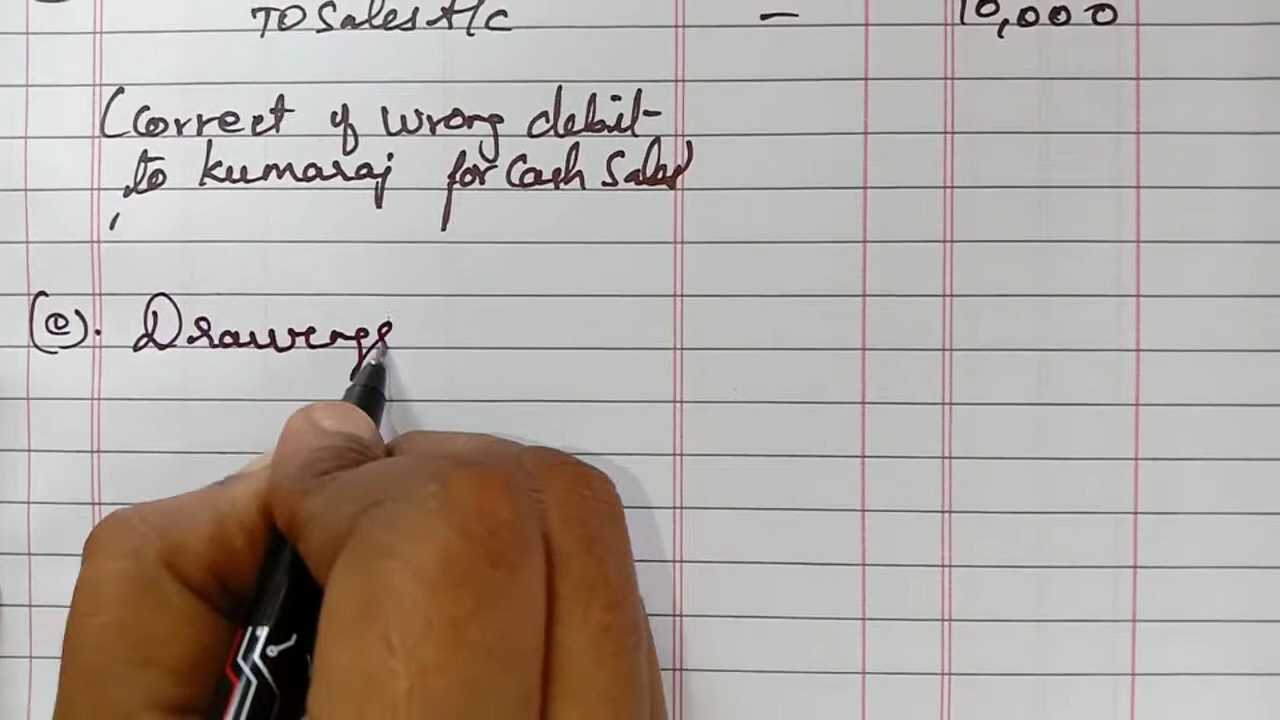 TO Sales A/c — 10,000
(Correct of wrong debit
to kumaraj for Cash Sales
(e). Drawings